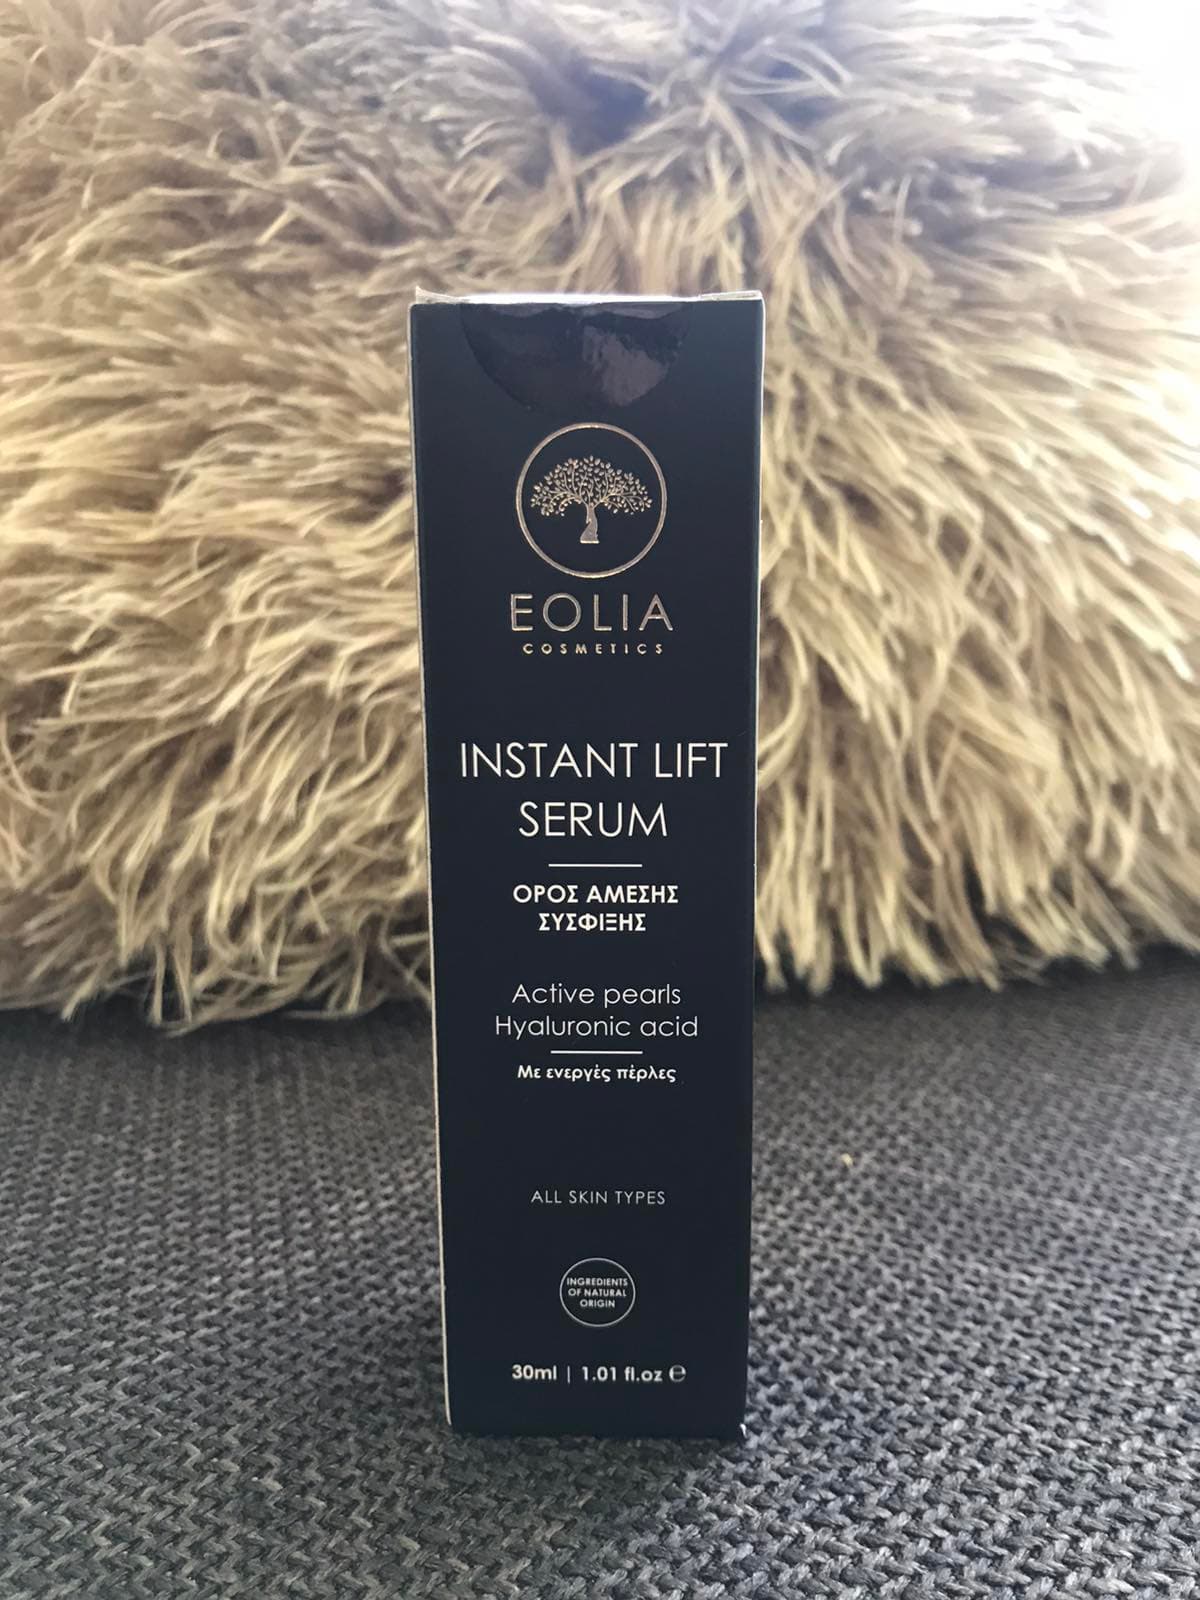 EOLIA
COSMETICS
INSTANT LIFT
SERUM
ΟΡΟΣ ΑΜΕΣΗΣ
ΣΥΣΦΙΞΗΣ
Active pearls
Hyaluronic acid
Με ενεργές πέρλες
ALL SKIN TYPES
INGREDIENTS
OF NATURAL
ORIGIN
30ml | 1.01 fl.oz ℮